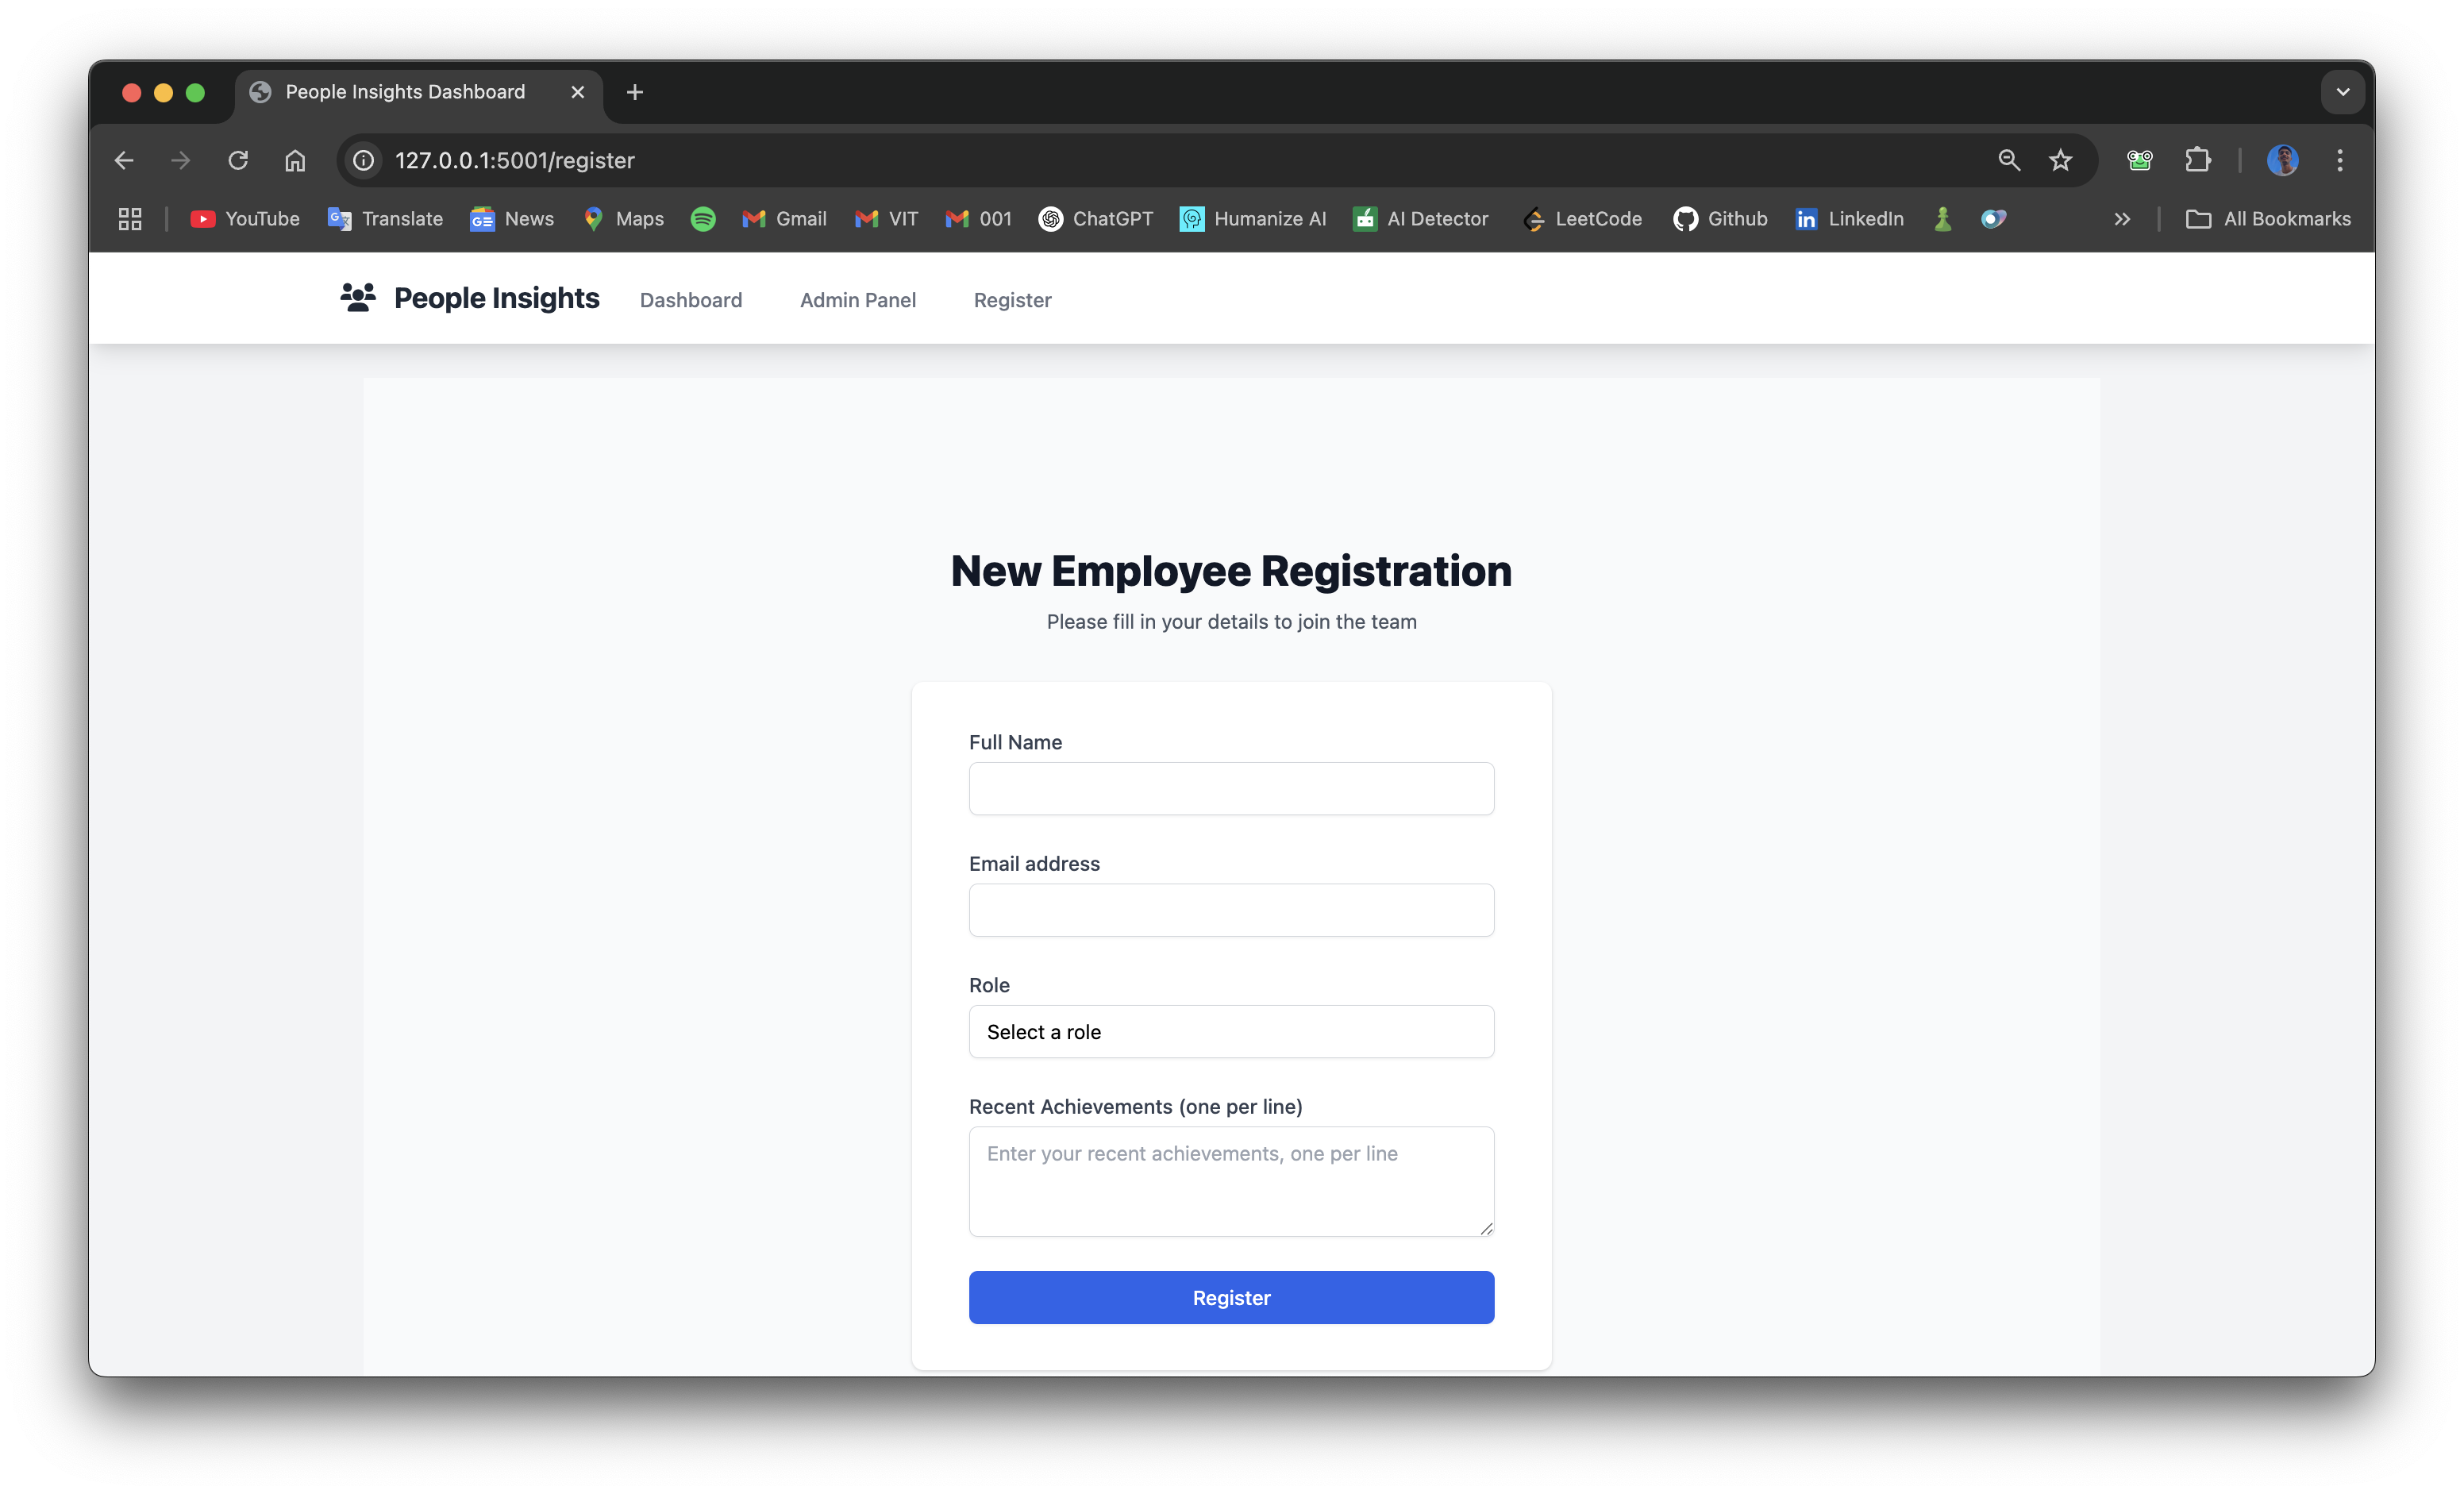 People Insights Dashboard
127.0.0.1:5001/register
YouTube Translate News Maps Gmail VIT 001 ChatGPT Humanize AI AI Detector LeetCode Github LinkedIn All Bookmarks
People Insights Dashboard Admin Panel Register
New Employee Registration
Please fill in your details to join the team
Full Name
Email address
Role
Select a role
Recent Achievements (one per line)
Enter your recent achievements, one per line
Register